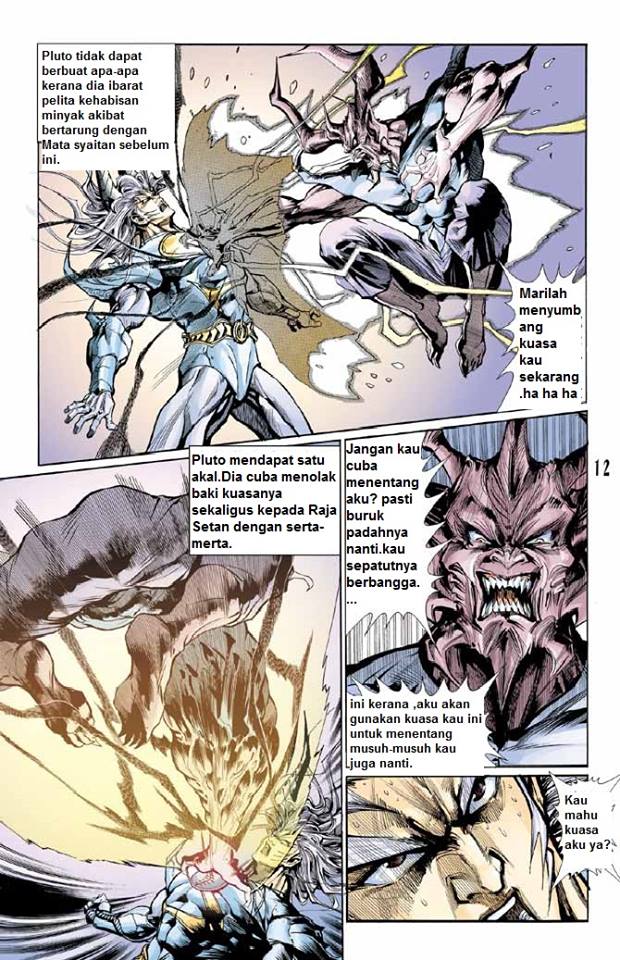 Pluto tidak dapat
berbuat apa-apa
kerana dia ibarat
pelita kehabisan
minyak akibat
bertarung dengan
Mata syaitan sebelum
ini.
Marilah
menyumb
ang
kuasa
kau
sekarang
.ha ha ha
Pluto mendapat satu
akal.Dia cuba menolak
baki kuasanya
sekaligus kepada Raja
Setan dengan serta-
merta.
Jangan kau
cuba
menentang
aku? pasti
buruk
padahnya
nanti.kau
sepatutnya
berbangga.
...
12
ini kerana ,aku akan
gunakan kuasa kau ini
untuk menentang
musuh-musuh kau
juga nanti.
Kau
mahu
kuasa
aku ya?